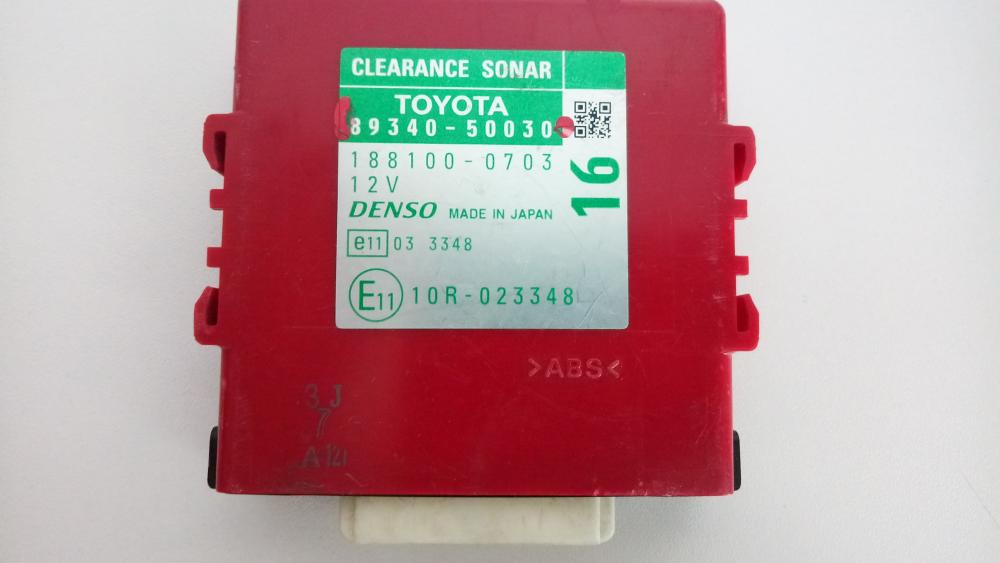 CLEARANCE SONAR
TOYOTA
89340-50030
188100-0703
12V
DENSO MADE IN JAPAN
16
e11 03 3348
E11 10R-023348
>ABS<
3 J
7
A 121